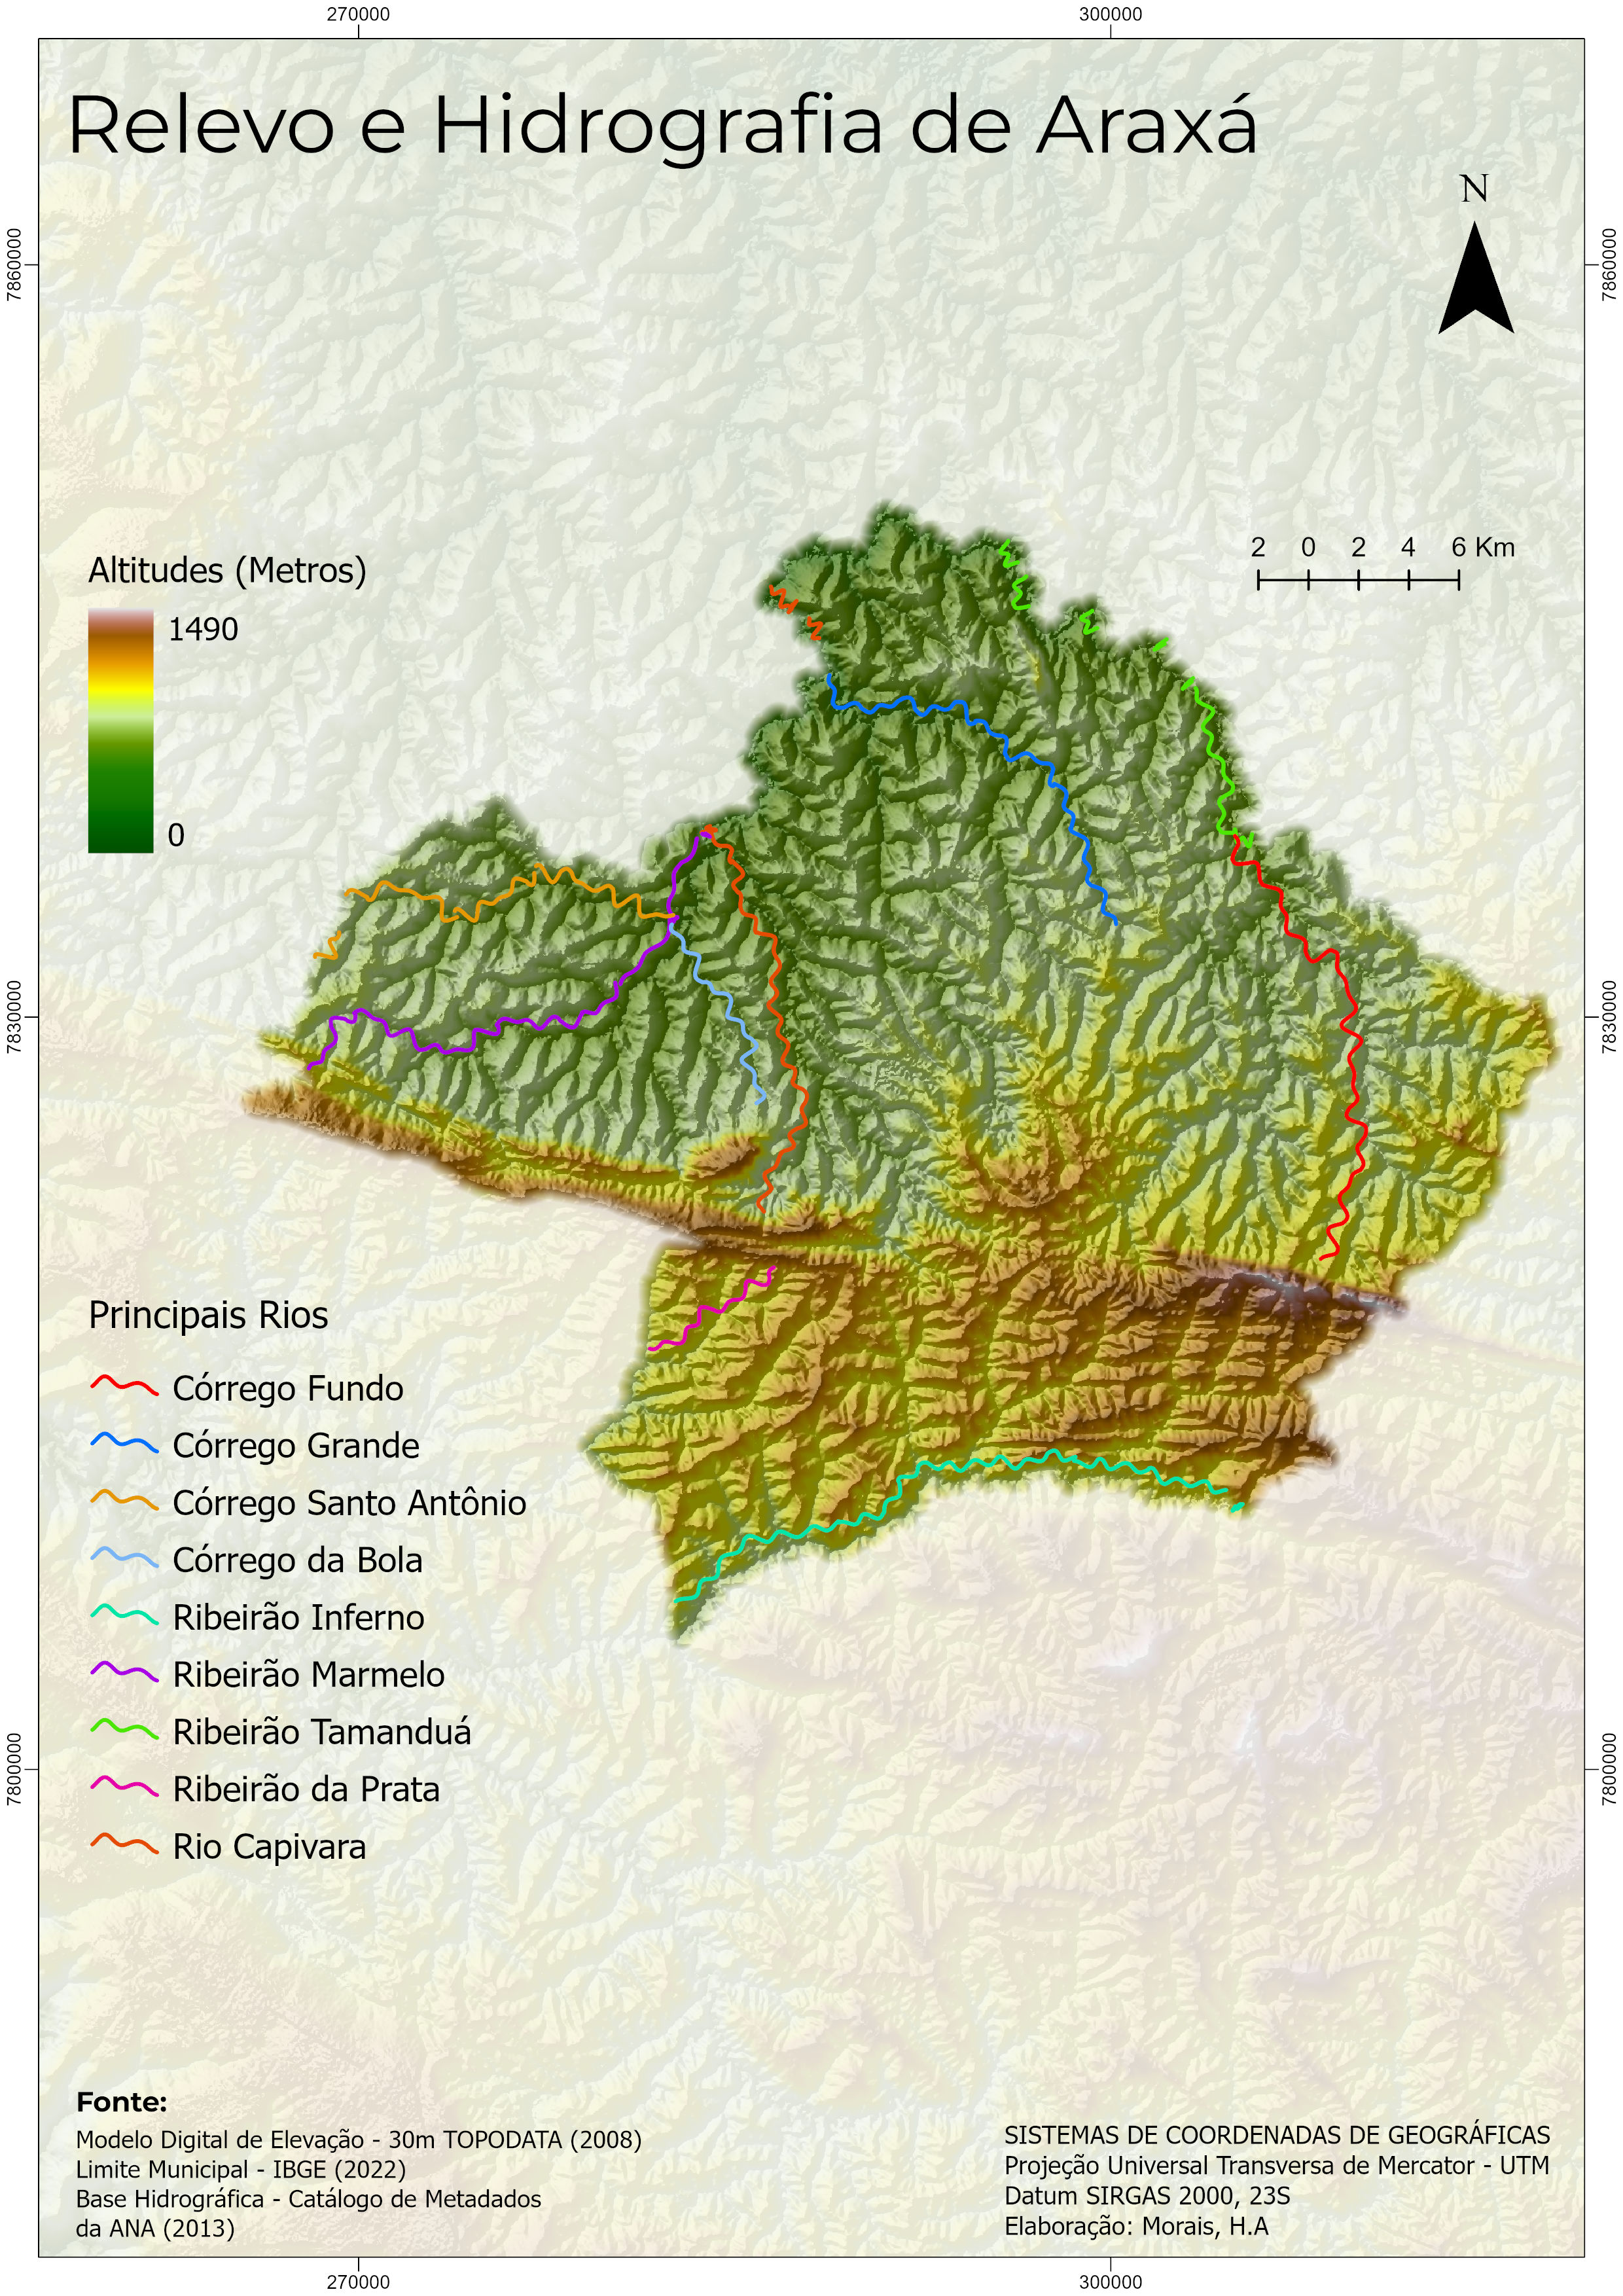 270000 300000
Relevo e Hidrografia de Araxá
N
7860000 7860000
Altitudes (Metros)
1490
0
2 0 2 4 6 Km
7830000 7830000
Principais Rios
Córrego Fundo
Córrego Grande
Córrego Santo Antônio
Córrego da Bola
Ribeirão Inferno
Ribeirão Marmelo
Ribeirão Tamanduá
Ribeirão da Prata
Rio Capivara
7800000 7800000
Fonte:
Modelo Digital de Elevação - 30m TOPODATA (2008)
Limite Municipal - IBGE (2022)
Base Hidrográfica - Catálogo de Metadados
da ANA (2013)
SISTEMAS DE COORDENADAS DE GEOGRÁFICAS
Projeção Universal Transversa de Mercator - UTM
Datum SIRGAS 2000, 23S
Elaboração: Morais, H.A
270000 300000